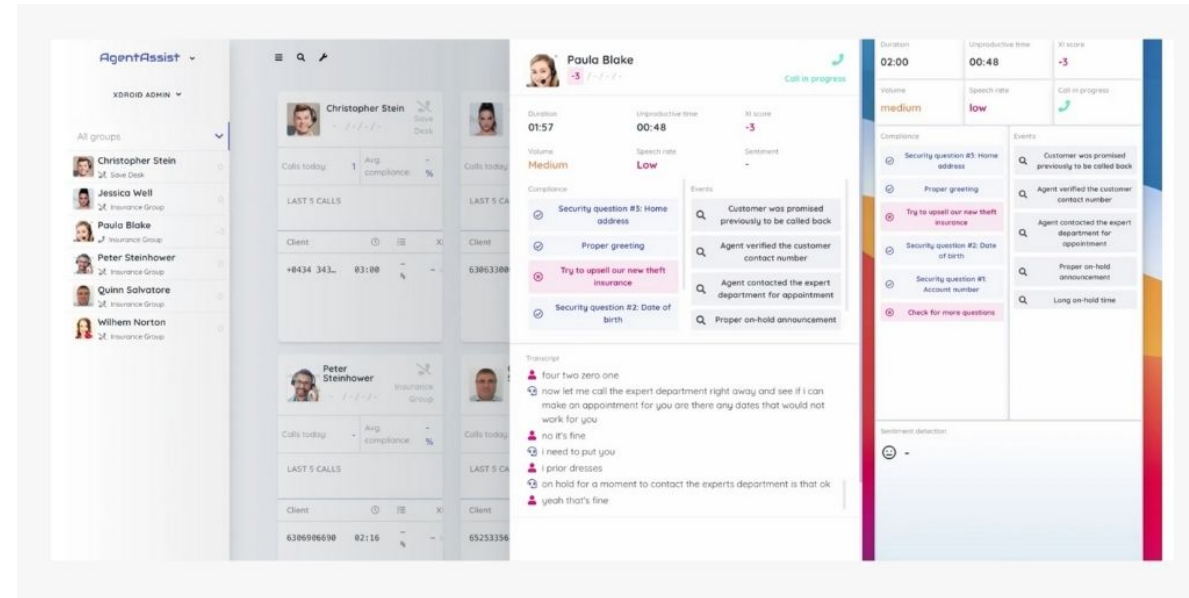 AgentAssist
XDROID ADMIN
All groups
Christopher Stein
Save Desk
Jessica Well
Insurance Group
Paula Blake
Insurance Group
Peter Steinhower
Insurance Group
Quinn Salvatore
Insurance Group
Wilhem Norton
Insurance Group
Christopher Stein
- / - / - / -
Save
Desk
Calls today: 1 Avg. compliance: - %
LAST 5 CALLS
Client
+0434 343… 03:00 - %
Calls today
LAST 5 CA
Client
63063300
Peter
Steinhower
- / - / - / -
Insurance
Group
Calls today: - Avg. compliance: - %
LAST 5 CALLS
Client
6306906690 02:16 - %
Calls today
LAST 5 CA
Client
65253356
Paula Blake
-3 / - / - / -
Call in progress
Duration Unproductive time XI score
01:57 00:48 -3
Volume Speech rate Sentiment
Medium Low -
Compliance
Security question #3: Home
address
Proper greeting
Try to upsell our new theft
insurance
Security question #2: Date of
birth
Events
Customer was promised
previously to be called back
Agent verified the customer
contact number
Agent contacted the expert
department for appointment
Proper on-hold announcement
Transcript
four two zero one
now let me call the expert department right away and see if i can
make an appointment for you are there any dates that would not
work for you
no it's fine
i need to put you
i prior dresses
on hold for a moment to contact the experts department is that ok
yeah that's fine
Duration Unproductive time XI score
02:00 00:48 -3
Volume Speech rate Call in progress
medium low
Compliance
Security question #3: Home
address
Proper greeting
Try to upsell our new theft
insurance
Security question #2: Date
of birth
Security question #1:
Account number
Check for more questions
Events
Customer was promised
previously to be called back
Agent verified the customer
contact number
Agent contacted the expert
department for
appointment
Proper on-hold
announcement
Long on-hold time
Sentiment detection
-